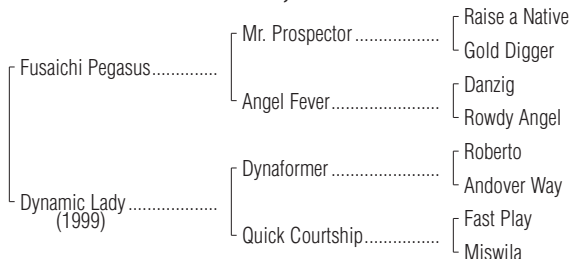 Raise a Native
Mr. Prospector ..................
Gold Digger
Fusaichi Pegasus..............
Danzig
Angel Fever .......................
Rowdy Angel
Roberto
Dynaformer .......................
Andover Way
Dynamic Lady ...................
(1999)
Fast Play
Quick Courtship................
Miswila